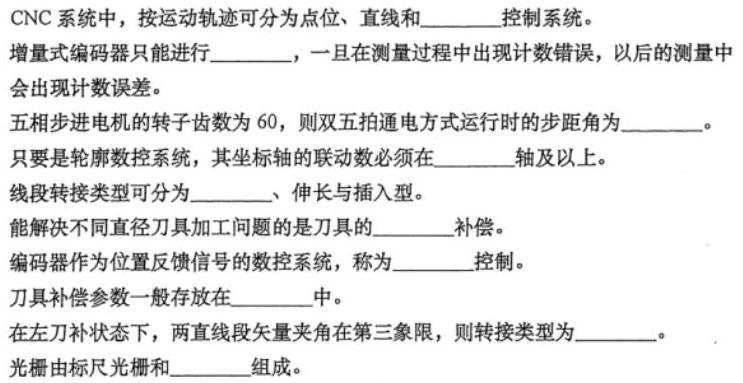 CNC 系统中，按运动轨迹可分为点位、直线和________控制系统。
增量式编码器只能进行________，一旦在测量过程中出现计数错误，以后的测量中
会出现计数误差。
五相步进电机的转子齿数为 60，则双五拍通电方式运行时的步距角为________。
只要是轮廓数控系统，其坐标轴的联动数必须在________轴及以上。
线段转接类型可分为________、伸长与插入型。
能解决不同直径刀具加工问题的是刀具的________补偿。
编码器作为位置反馈信号的数控系统，称为________控制。
刀具补偿参数一般存放在________中。
在左刀补状态下，两直线段矢量夹角在第三象限，则转接类型为________。
光栅由标尺光栅和________组成。